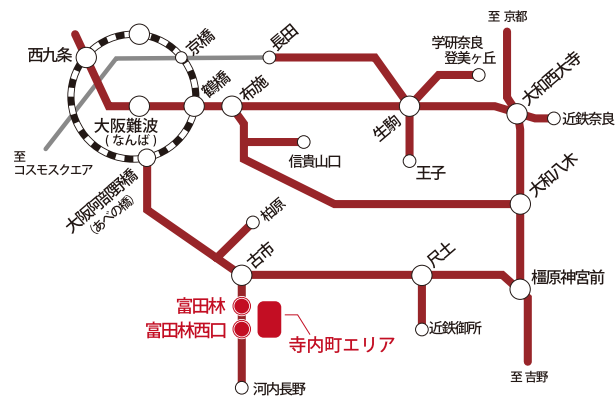 至 京都
京橋
長田
学研奈良
登美ヶ丘
西九条
大和西大寺
鶴橋
布施
近鉄奈良
大阪難波
(なんば)
生駒
信貴山口
至
コスモスクエア
王子
大阪阿部野橋
(あべの橋)
大和八木
柏原
古市
尺土
橿原神宮前
富田林
富田林西口
寺内町エリア
近鉄御所
河内長野
至 吉野